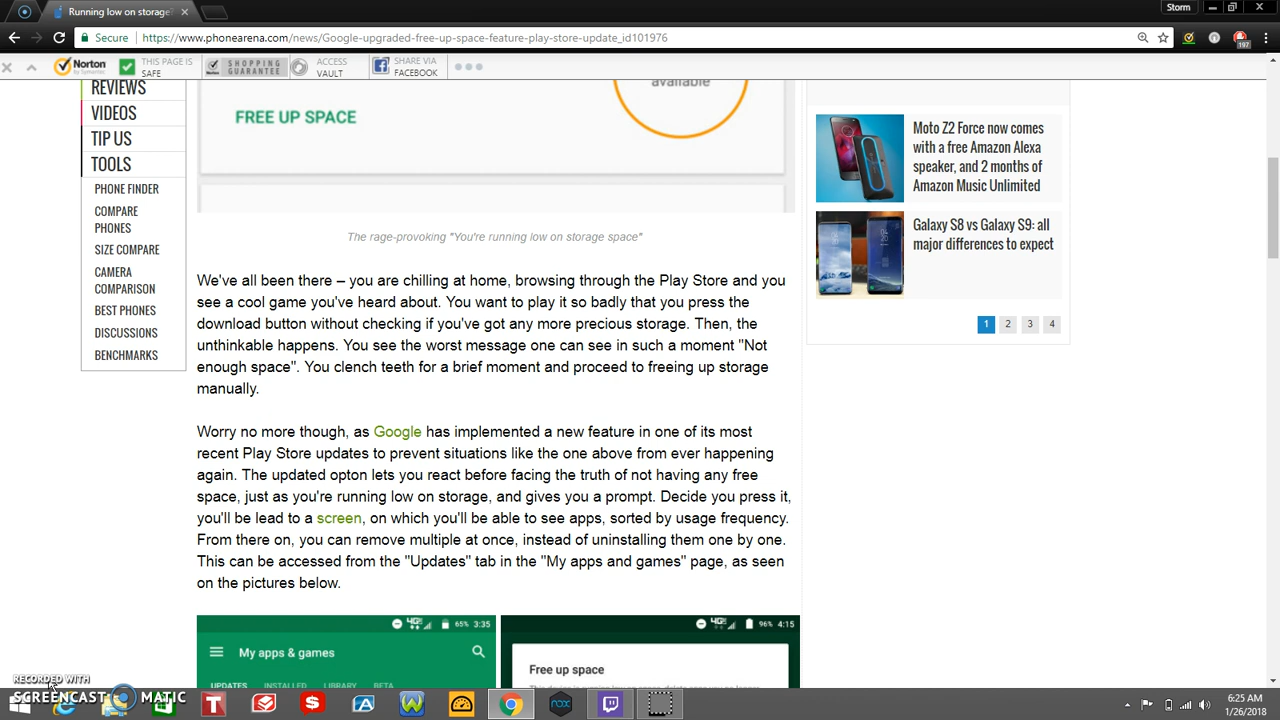 Running low on storage?
Storm
Secure
https://www.phonearena.com/news/Google-upgraded-free-up-space-feature-play-store-update_id101976
197
Norton
by Symantec
THIS PAGE IS
SAFE
SHOPPING
GUARANTEE
ACCESS
VAULT
SHARE VIA
FACEBOOK
REVIEWS
VIDEOS
TIP US
TOOLS
PHONE FINDER
COMPARE
PHONES
SIZE COMPARE
CAMERA
COMPARISON
BEST PHONES
DISCUSSIONS
BENCHMARKS
available
FREE UP SPACE
The rage-provoking "You're running low on storage space"
We've all been there – you are chilling at home, browsing through the Play Store and you
see a cool game you've heard about. You want to play it so badly that you press the
download button without checking if you've got any more precious storage. Then, the
unthinkable happens. You see the worst message one can see in such a moment "Not
enough space". You clench teeth for a brief moment and proceed to freeing up storage
manually.
Worry no more though, as Google has implemented a new feature in one of its most
recent Play Store updates to prevent situations like the one above from ever happening
again. The updated opton lets you react before facing the truth of not having any free
space, just as you're running low on storage, and gives you a prompt. Decide you press it,
you'll be lead to a screen, on which you'll be able to see apps, sorted by usage frequency.
From there on, you can remove multiple at once, instead of uninstalling them one by one.
This can be accessed from the "Updates" tab in the "My apps and games" page, as seen
on the pictures below.
4G 65% 3:35
My apps & games
UPDATES INSTALLED LIBRARY BETA
4G 96% 4:15
Free up space
Moto Z2 Force now comes
with a free Amazon Alexa
speaker, and 2 months of
Amazon Music Unlimited
Galaxy S8 vs Galaxy S9: all
major differences to expect
1 2 3 4
RECORDED WITH
SCREENCAST MATIC
nox
6:25 AM
1/26/2018